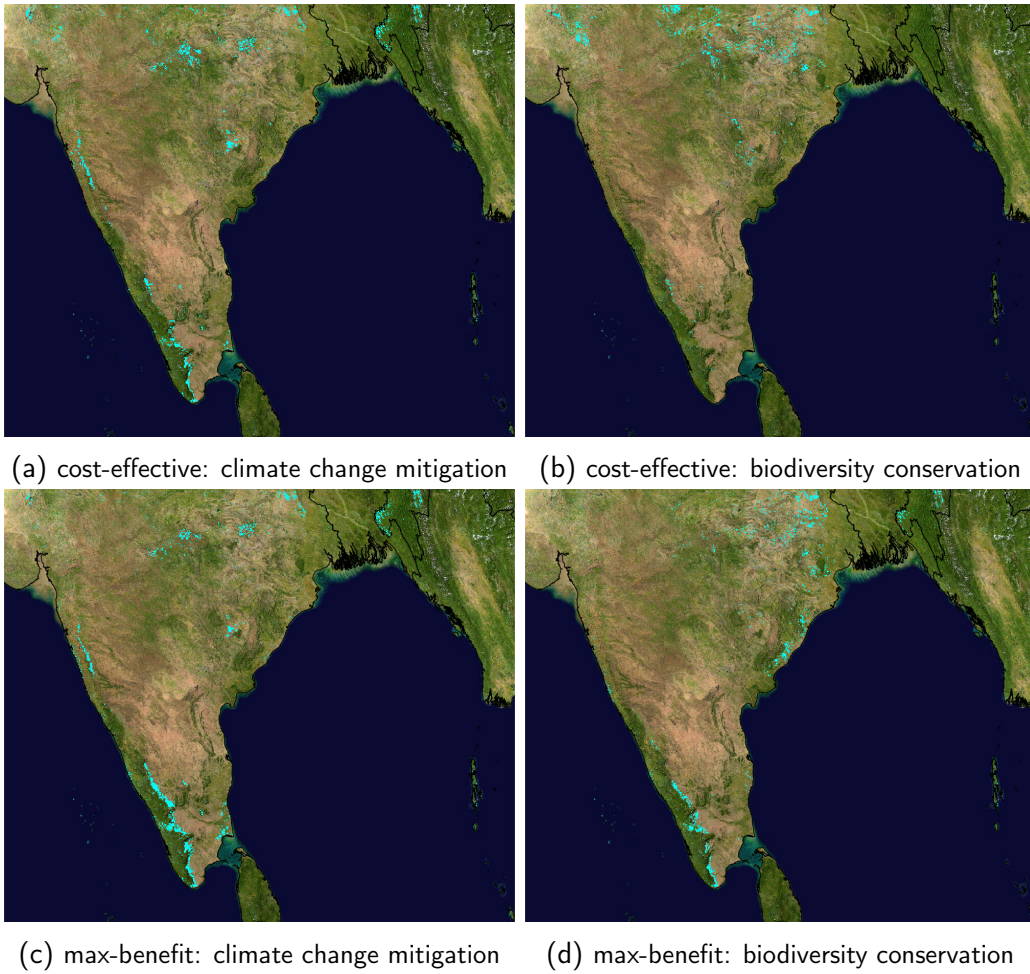 (a) cost-effective: climate change mitigation
(b) cost-effective: biodiversity conservation
(c) max-benefit: climate change mitigation
(d) max-benefit: biodiversity conservation